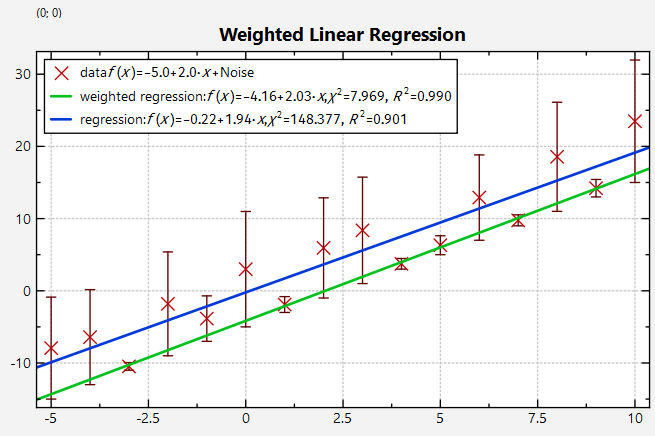 (0; 0)
Weighted Linear Regression
data f(x)=−5.0+2.0·x+Noise
weighted regression: f(x)=−4.16+2.03·x, χ²=7.969, R²=0.990
regression: f(x)=−0.22+1.94·x, χ²=148.377, R²=0.901
30
20
10
0
-10
-5 -2.5 0 2.5 5 7.5 10